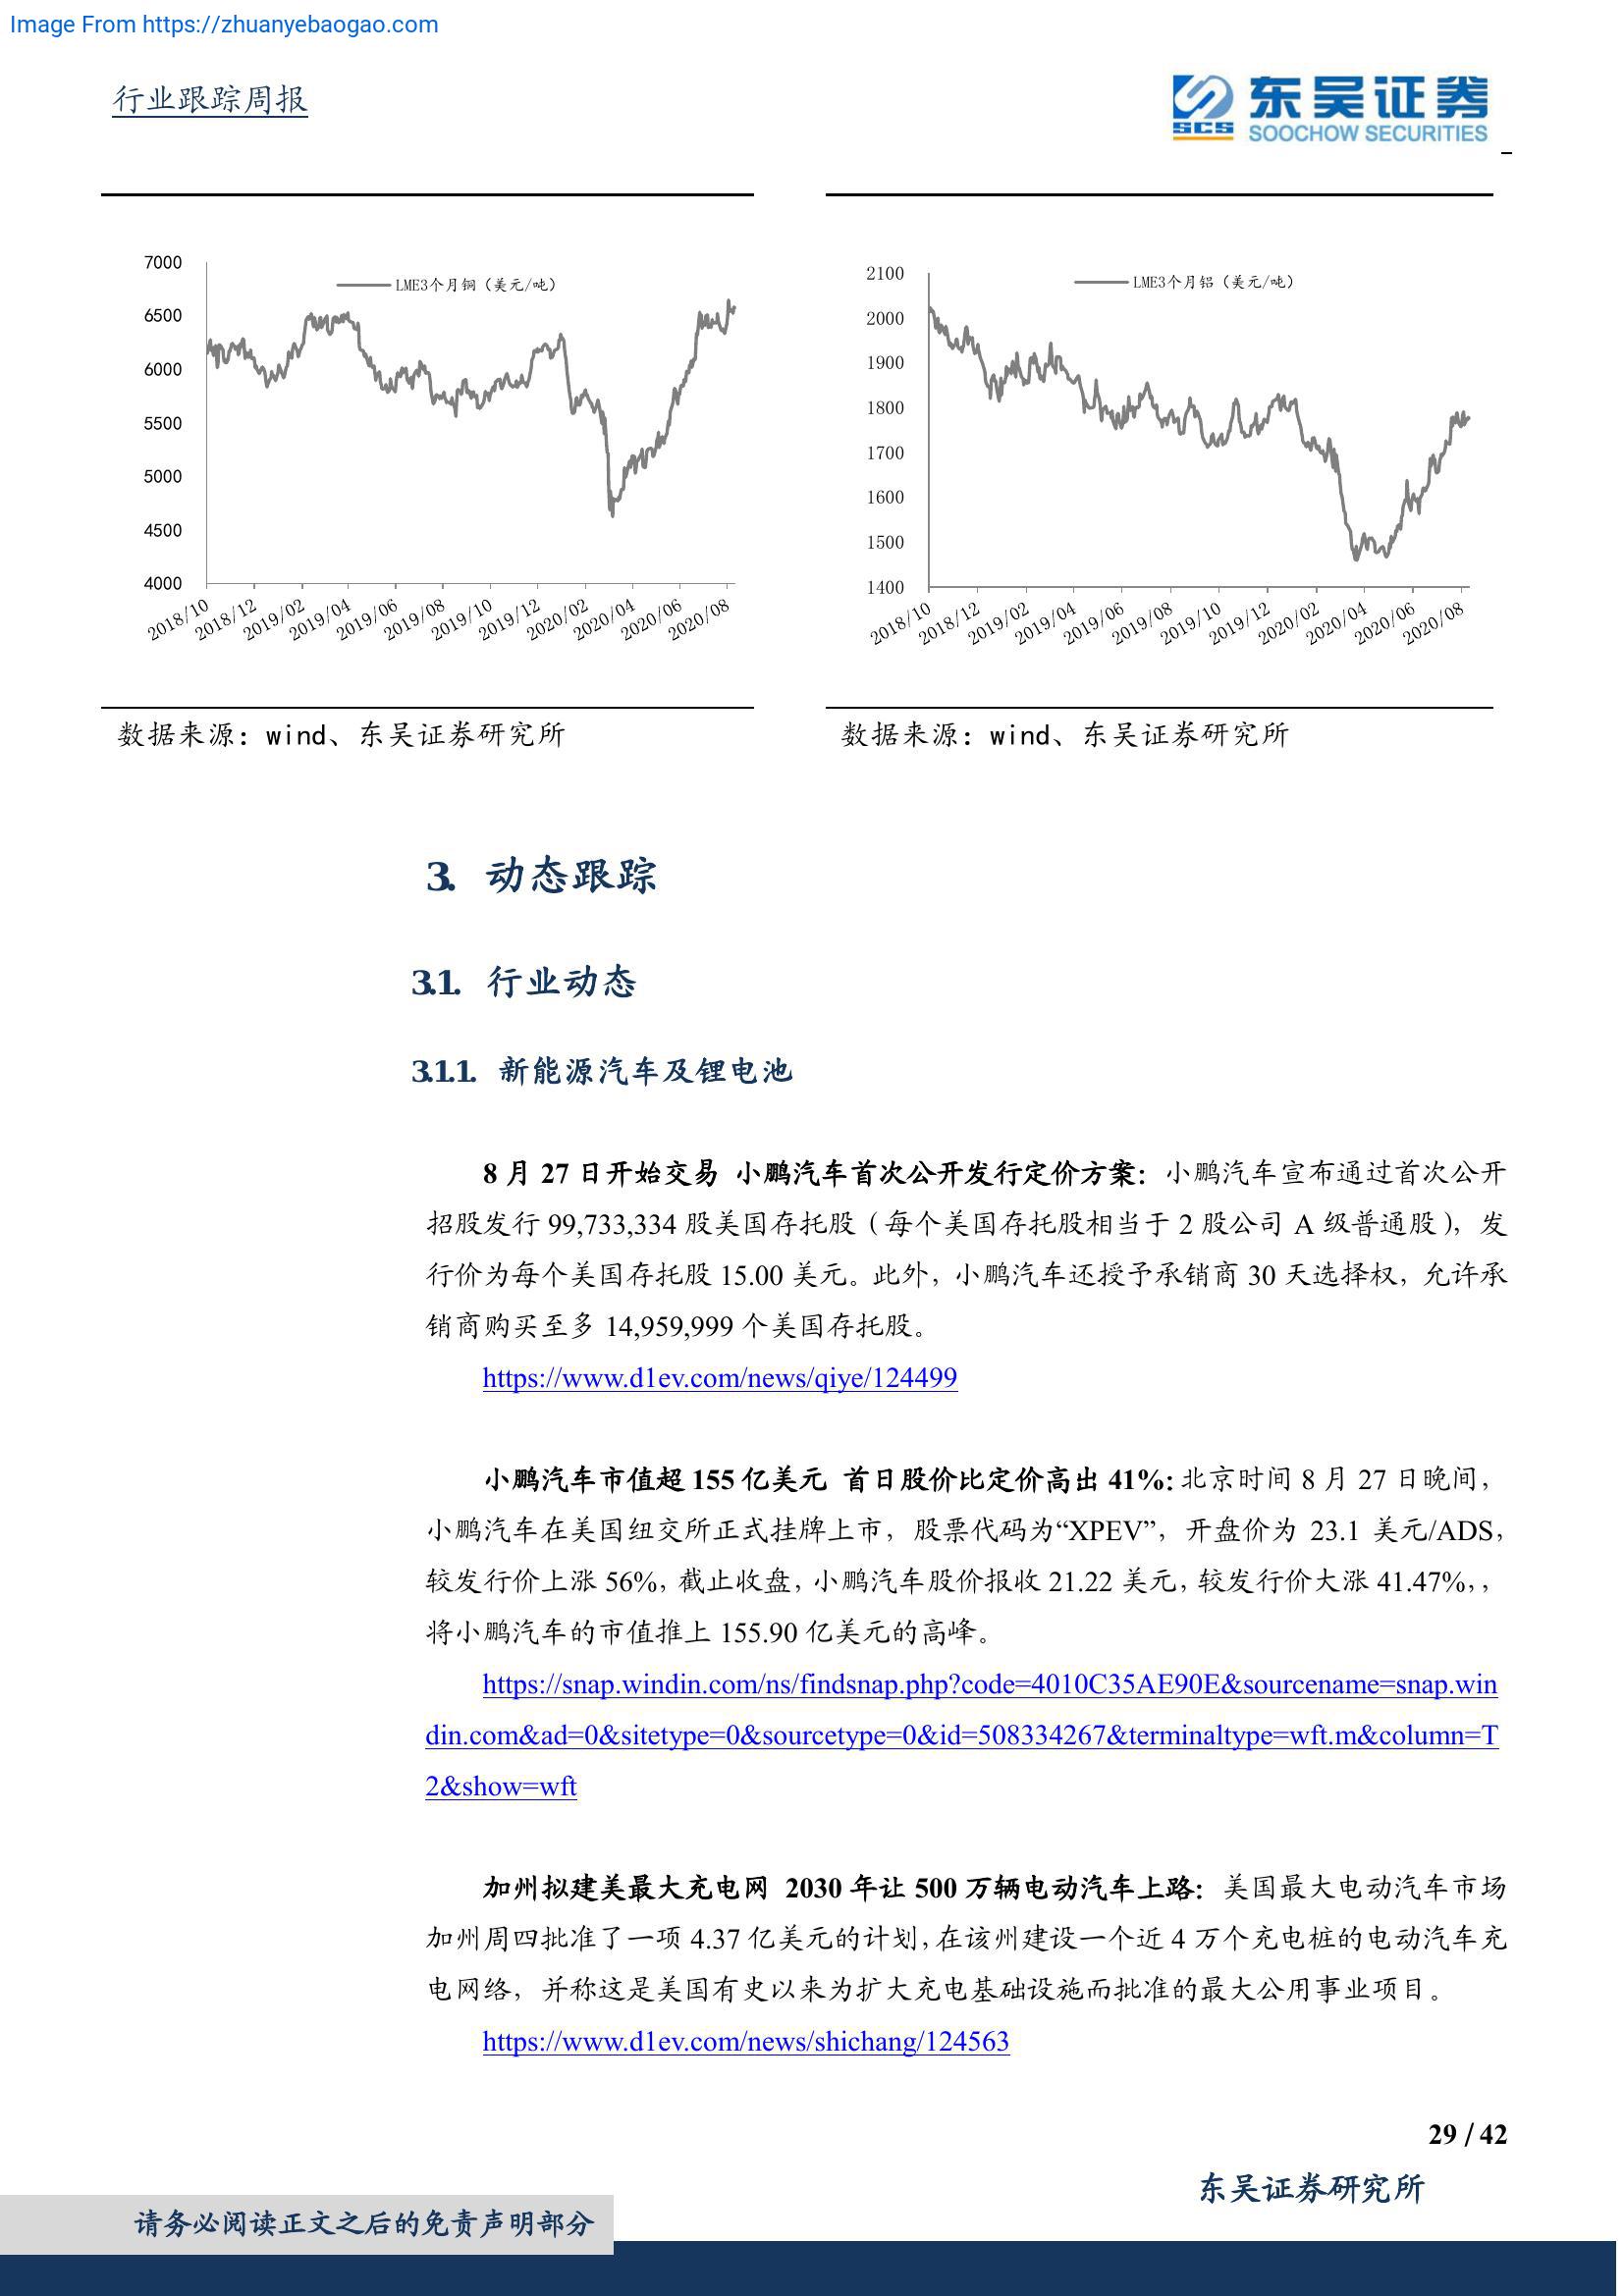 Image From https://zhuanyebaogao.com
行业跟踪周报
SCS
东吴证券
SOOCHOW SECURITIES
7000
6500
6000
5500
5000
4500
4000
LME3个月铜（美元/吨）
2018/10
2018/12
2019/02
2019/04
2019/06
2019/08
2019/10
2019/12
2020/02
2020/04
2020/06
2020/08
2100
2000
1900
1800
1700
1600
1500
1400
LME3个月铝（美元/吨）
2018/10
2018/12
2019/02
2019/04
2019/06
2019/08
2019/10
2019/12
2020/02
2020/04
2020/06
2020/08
数据来源：wind、东吴证券研究所
数据来源：wind、东吴证券研究所
3. 动态跟踪
3.1. 行业动态
3.1.1. 新能源汽车及锂电池
8 月 27 日开始交易 小鹏汽车首次公开发行定价方案：小鹏汽车宣布通过首次公开
招股发行 99,733,334 股美国存托股（每个美国存托股相当于 2 股公司 A 级普通股），发
行价为每个美国存托股 15.00 美元。此外，小鹏汽车还授予承销商 30 天选择权，允许承
销商购买至多 14,959,999 个美国存托股。
https://www.d1ev.com/news/qiye/124499
小鹏汽车市值超 155 亿美元 首日股价比定价高出 41%: 北京时间 8 月 27 日晚间，
小鹏汽车在美国纽交所正式挂牌上市，股票代码为“XPEV”，开盘价为 23.1 美元/ADS，
较发行价上涨 56%，截止收盘，小鹏汽车股价报收 21.22 美元，较发行价大涨 41.47%，，
将小鹏汽车的市值推上 155.90 亿美元的高峰。
https://snap.windin.com/ns/findsnap.php?code=4010C35AE90E&sourcename=snap.win
din.com&ad=0&sitetype=0&sourcetype=0&id=508334267&terminaltype=wft.m&column=T
2&show=wft
加州拟建美最大充电网 2030 年让 500 万辆电动汽车上路：美国最大电动汽车市场
加州周四批准了一项 4.37 亿美元的计划，在该州建设一个近 4 万个充电桩的电动汽车充
电网络，并称这是美国有史以来为扩大充电基础设施而批准的最大公用事业项目。
https://www.d1ev.com/news/shichang/124563
29 / 42
东吴证券研究所
请务必阅读正文之后的免责声明部分